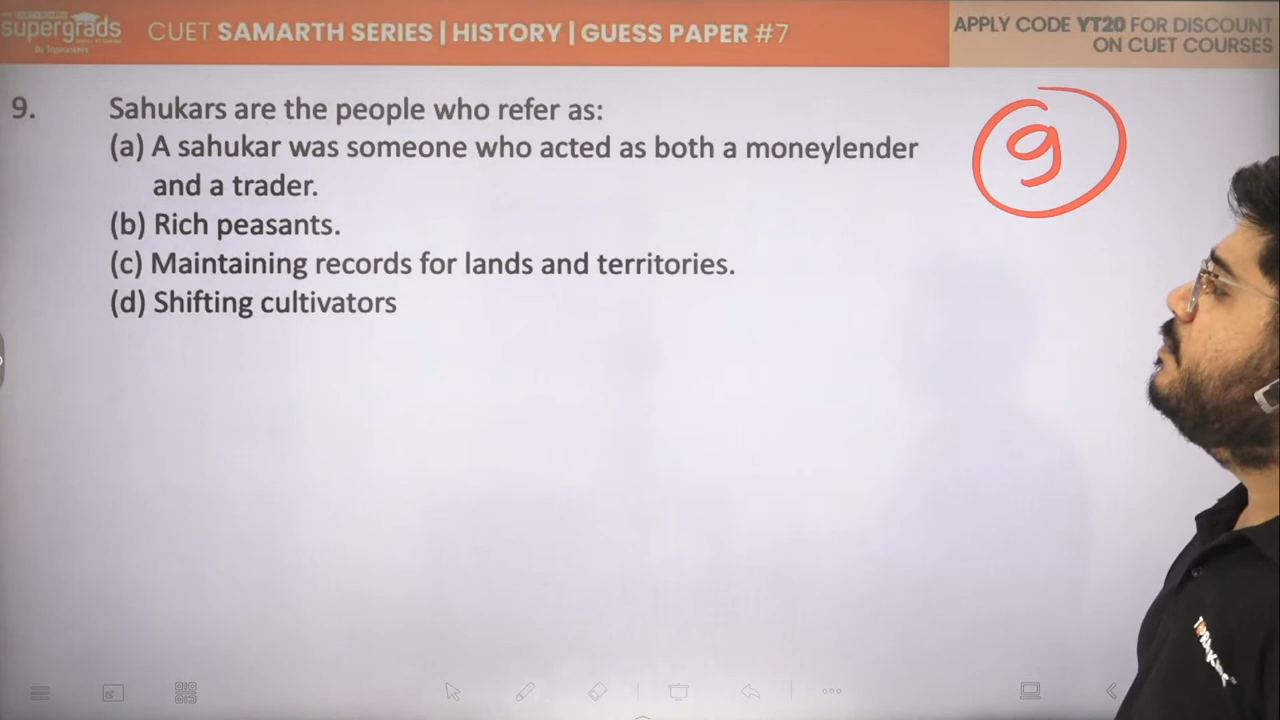 supergrads
By Toprankers
CUET SAMARTH SERIES | HISTORY | GUESS PAPER #7
APPLY CODE YT20 FOR DISCOUNT
ON CUET COURSES
9. Sahukars are the people who refer as:
(a) A sahukar was someone who acted as both a moneylender
and a trader.
(b) Rich peasants.
(c) Maintaining records for lands and territories.
(d) Shifting cultivators
9